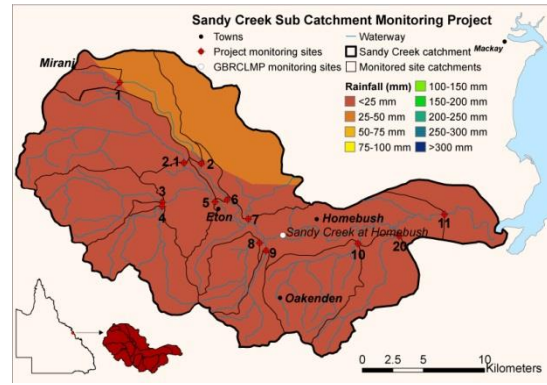 Sandy Creek Sub Catchment Monitoring Project
Towns
Waterway
Project monitoring sites
Sandy Creek catchment
GBRCLMP monitoring sites
Monitored site catchments
Rainfall (mm)
<25 mm
25-50 mm
50-75 mm
75-100 mm
100-150 mm
150-200 mm
200-250 mm
250-300 mm
>300 mm
Mackay
Mirani
1
2.1
2
3
4
5
6
Eton
7
Homebush
Sandy Creek at Homebush
8
9
10
20
11
Oakenden
0 2.5 5 10
Kilometers